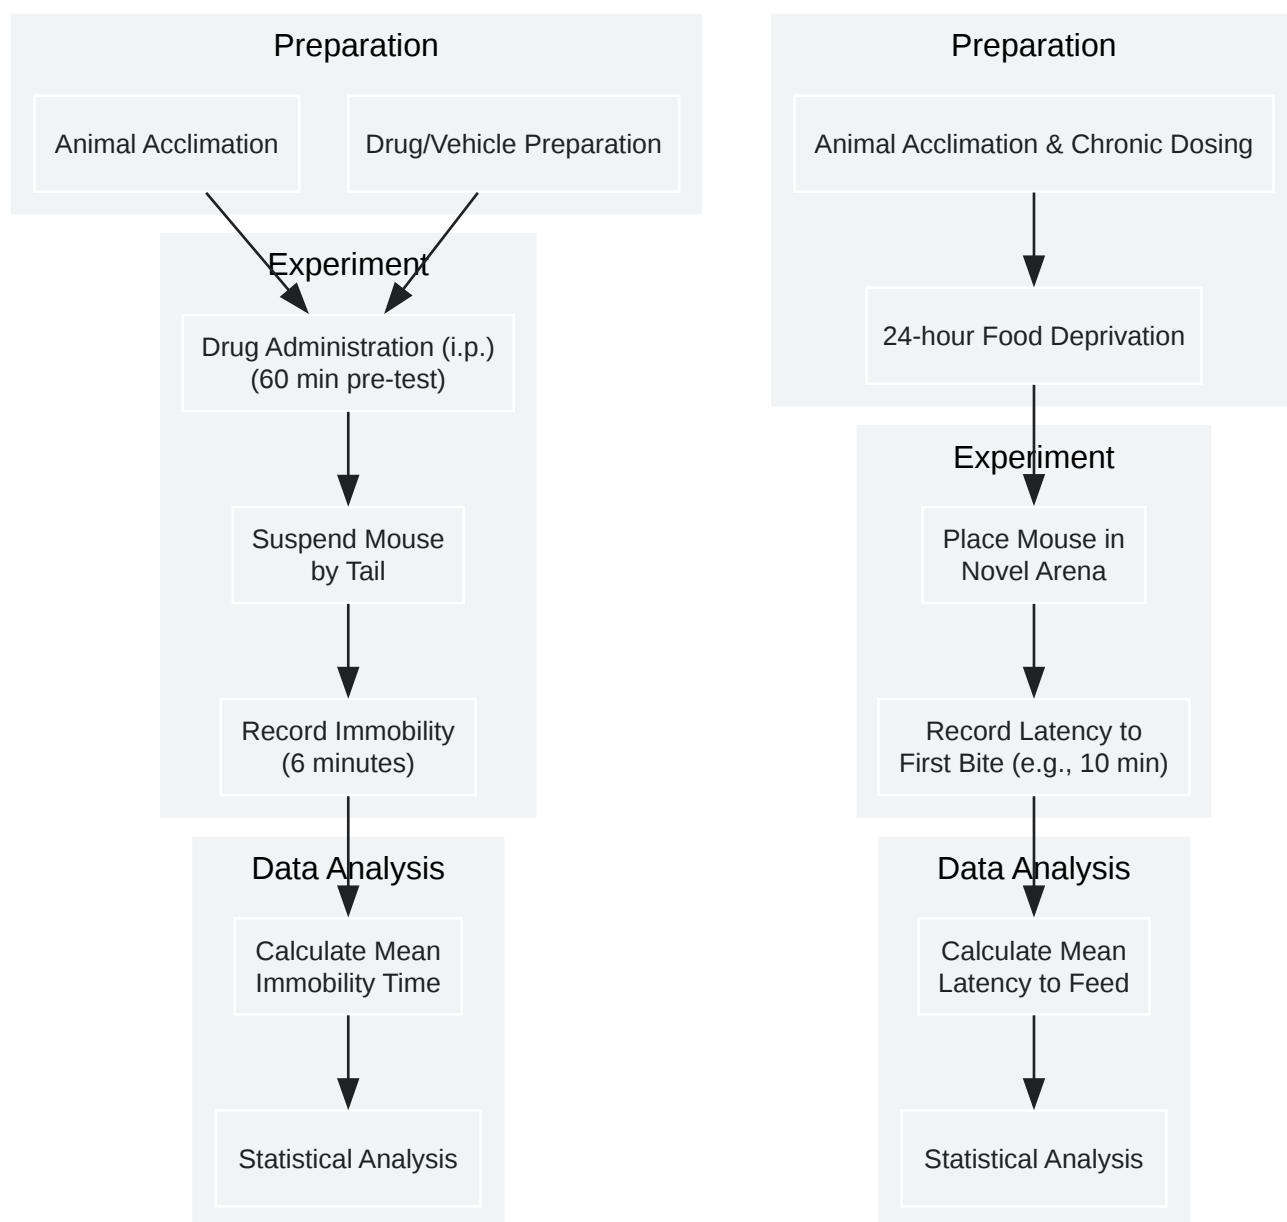 Preparation
Animal Acclimation
Drug/Vehicle Preparation
Experiment
Drug Administration (i.p.)
(60 min pre-test)
Suspend Mouse
by Tail
Record Immobility
(6 minutes)
Data Analysis
Calculate Mean
Immobility Time
Statistical Analysis
Preparation
Animal Acclimation & Chronic Dosing
24-hour Food Deprivation
Experiment
Place Mouse in
Novel Arena
Record Latency to
First Bite (e.g., 10 min)
Data Analysis
Calculate Mean
Latency to Feed
Statistical Analysis